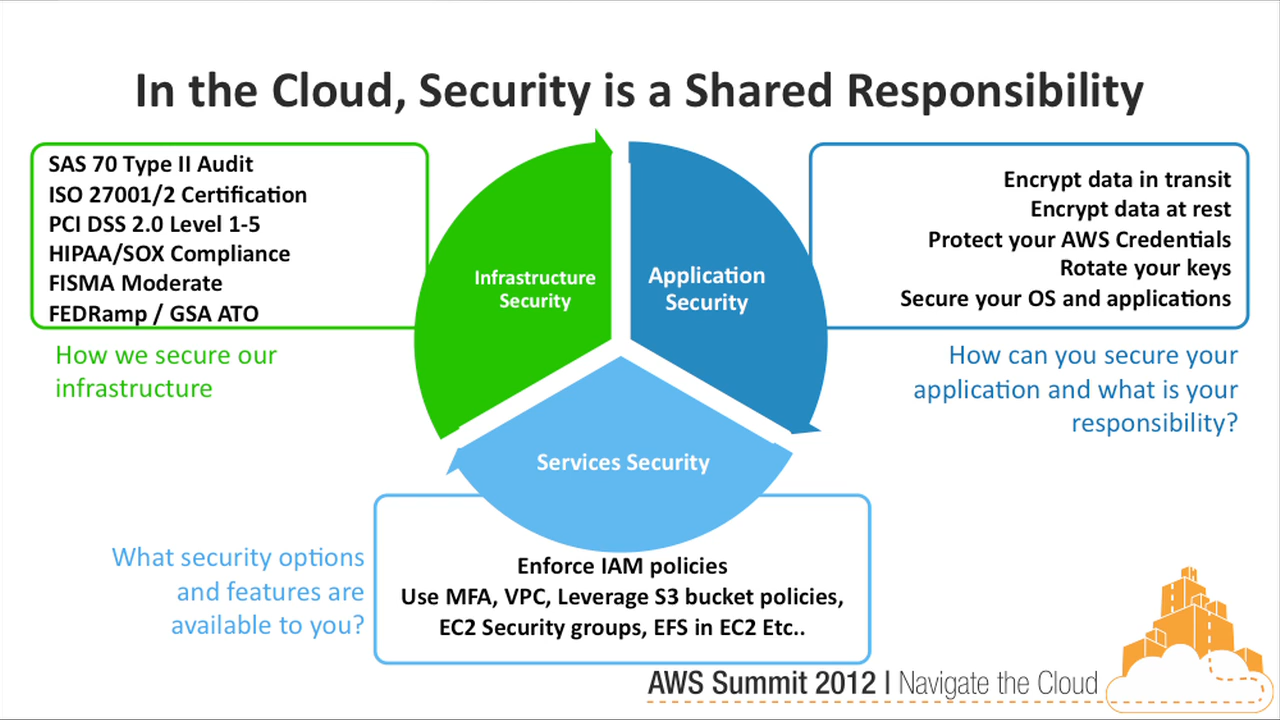 In the Cloud, Security is a Shared Responsibility
SAS 70 Type II Audit
ISO 27001/2 Certification
PCI DSS 2.0 Level 1-5
HIPAA/SOX Compliance
FISMA Moderate
FEDRamp / GSA ATO
How we secure our
infrastructure
Infrastructure
Security
Application
Security
Encrypt data in transit
Encrypt data at rest
Protect your AWS Credentials
Rotate your keys
Secure your OS and applications
How can you secure your
application and what is your
responsibility?
Services Security
What security options
and features are
available to you?
Enforce IAM policies
Use MFA, VPC, Leverage S3 bucket policies,
EC2 Security groups, EFS in EC2 Etc..
AWS Summit 2012 | Navigate the Cloud